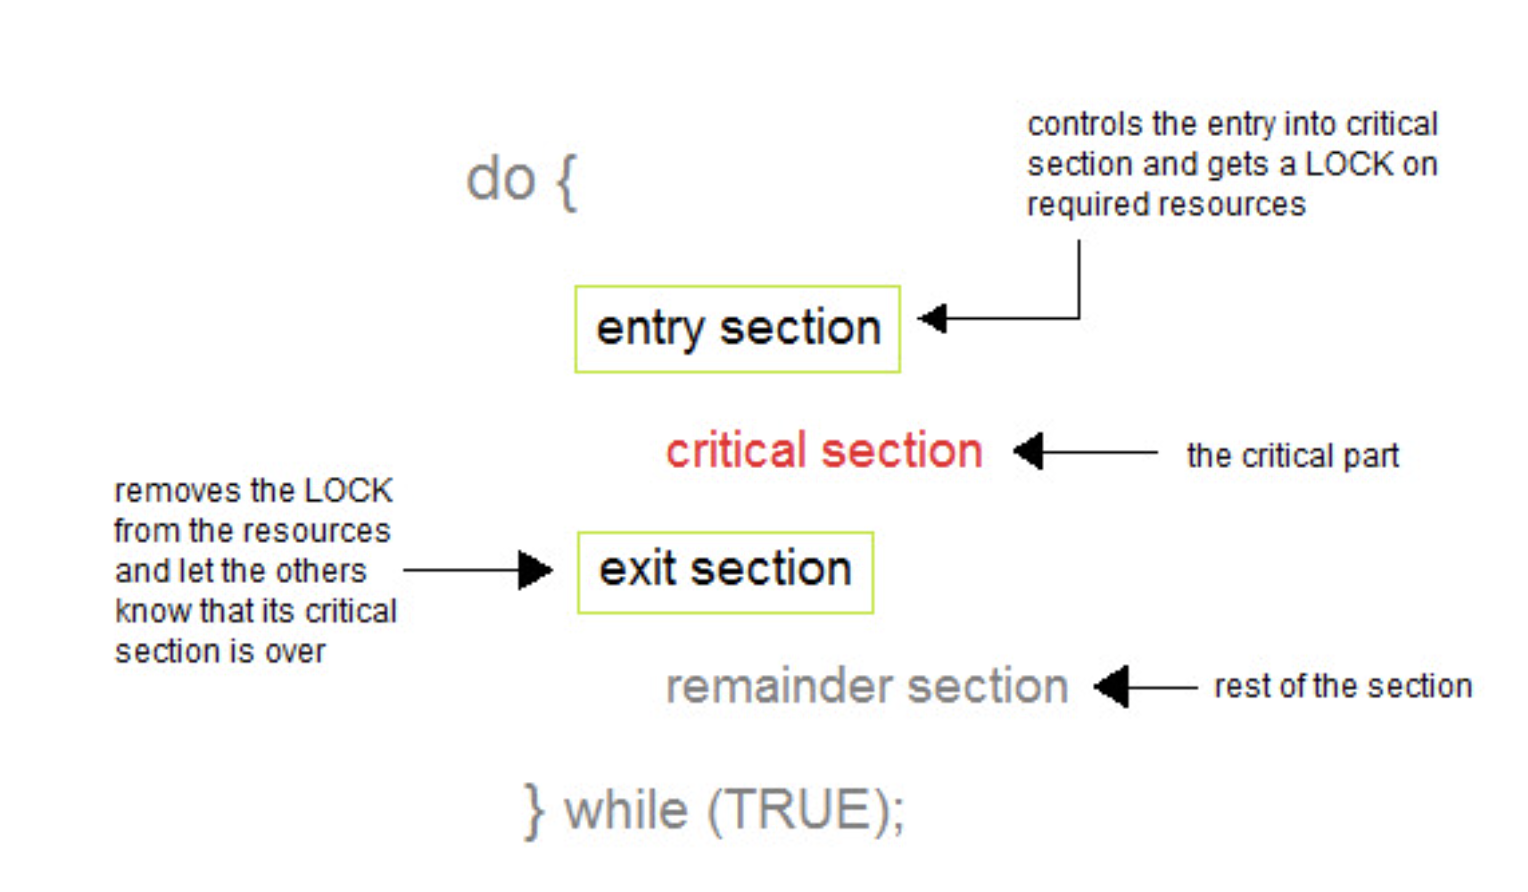 do {
controls the entry into critical
section and gets a LOCK on
required resources
entry section
critical section
the critical part
removes the LOCK
from the resources
and let the others
know that its critical
section is over
exit section
remainder section
rest of the section
} while (TRUE);